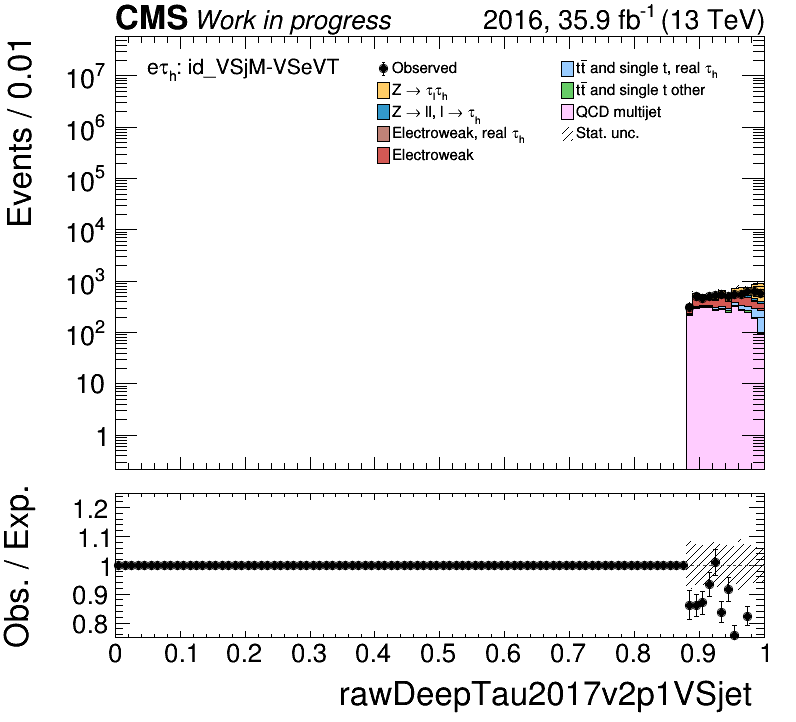 CMS Work in progress 2016, 35.9 fb⁻¹ (13 TeV)
Events / 0.01
eτₕ: id_VSjM-VSeVT
Observed
Z → τₗτₕ
Z → ll, l → τₕ
Electroweak, real τₕ
Electroweak
tt̄ and single t, real τₕ
tt̄ and single t other
QCD multijet
Stat. unc.
10⁷
10⁶
10⁵
10⁴
10³
10²
10
1
Obs. / Exp.
1.2
1.1
1
0.9
0.8
0 0.1 0.2 0.3 0.4 0.5 0.6 0.7 0.8 0.9 1
rawDeepTau2017v2p1VSjet